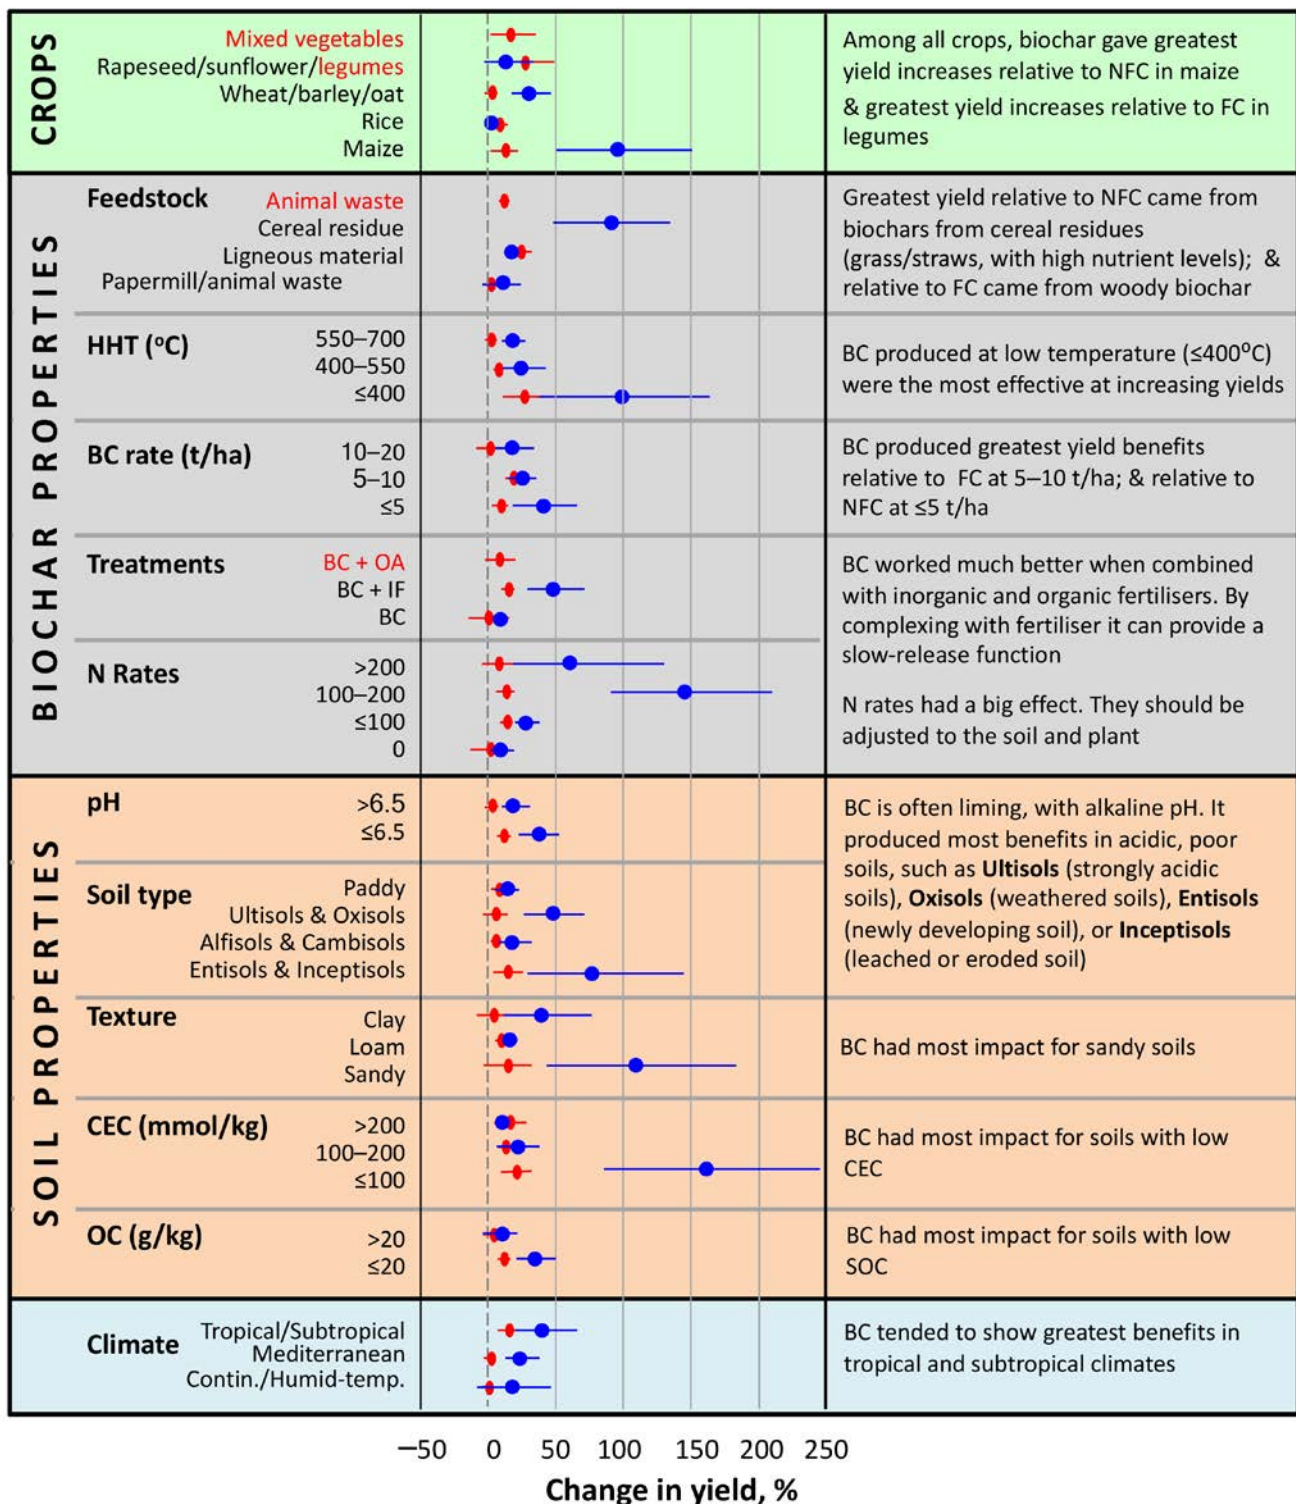 CROPS
Mixed vegetables
Rapeseed/sunflower/legumes
Wheat/barley/oat
Rice
Maize
Among all crops, biochar gave greatest
yield increases relative to NFC in maize
& greatest yield increases relative to FC in
legumes
BIOCHAR PROPERTIES
Feedstock
Animal waste
Cereal residue
Ligneous material
Papermill/animal waste
Greatest yield relative to NFC came from
biochars from cereal residues
(grass/straws, with high nutrient levels); &
relative to FC came from woody biochar
HHT (°C)
550–700
400–550
≤400
BC produced at low temperature (≤400°C)
were the most effective at increasing yields
BC rate (t/ha)
10–20
5–10
≤5
BC produced greatest yield benefits
relative to FC at 5–10 t/ha; & relative to
NFC at ≤5 t/ha
Treatments
BC + OA
BC + IF
BC
BC worked much better when combined
with inorganic and organic fertilisers. By
complexing with fertiliser it can provide a
slow-release function
N Rates
>200
100–200
≤100
0
N rates had a big effect. They should be
adjusted to the soil and plant
SOIL PROPERTIES
pH
>6.5
≤6.5
BC is often liming, with alkaline pH. It
produced most benefits in acidic, poor
soils, such as Ultisols (strongly acidic
soils), Oxisols (weathered soils), Entisols
(newly developing soil), or Inceptisols
(leached or eroded soil)
Soil type
Paddy
Ultisols & Oxisols
Alfisols & Cambisols
Entisols & Inceptisols
Texture
Clay
Loam
Sandy
BC had most impact for sandy soils
CEC (mmol/kg)
>200
100–200
≤100
BC had most impact for soils with low
CEC
OC (g/kg)
>20
≤20
BC had most impact for soils with low
SOC
Climate
Tropical/Subtropical
Mediterranean
Contin./Humid-temp.
BC tended to show greatest benefits in
tropical and subtropical climates
–50 0 50 100 150 200 250
Change in yield, %